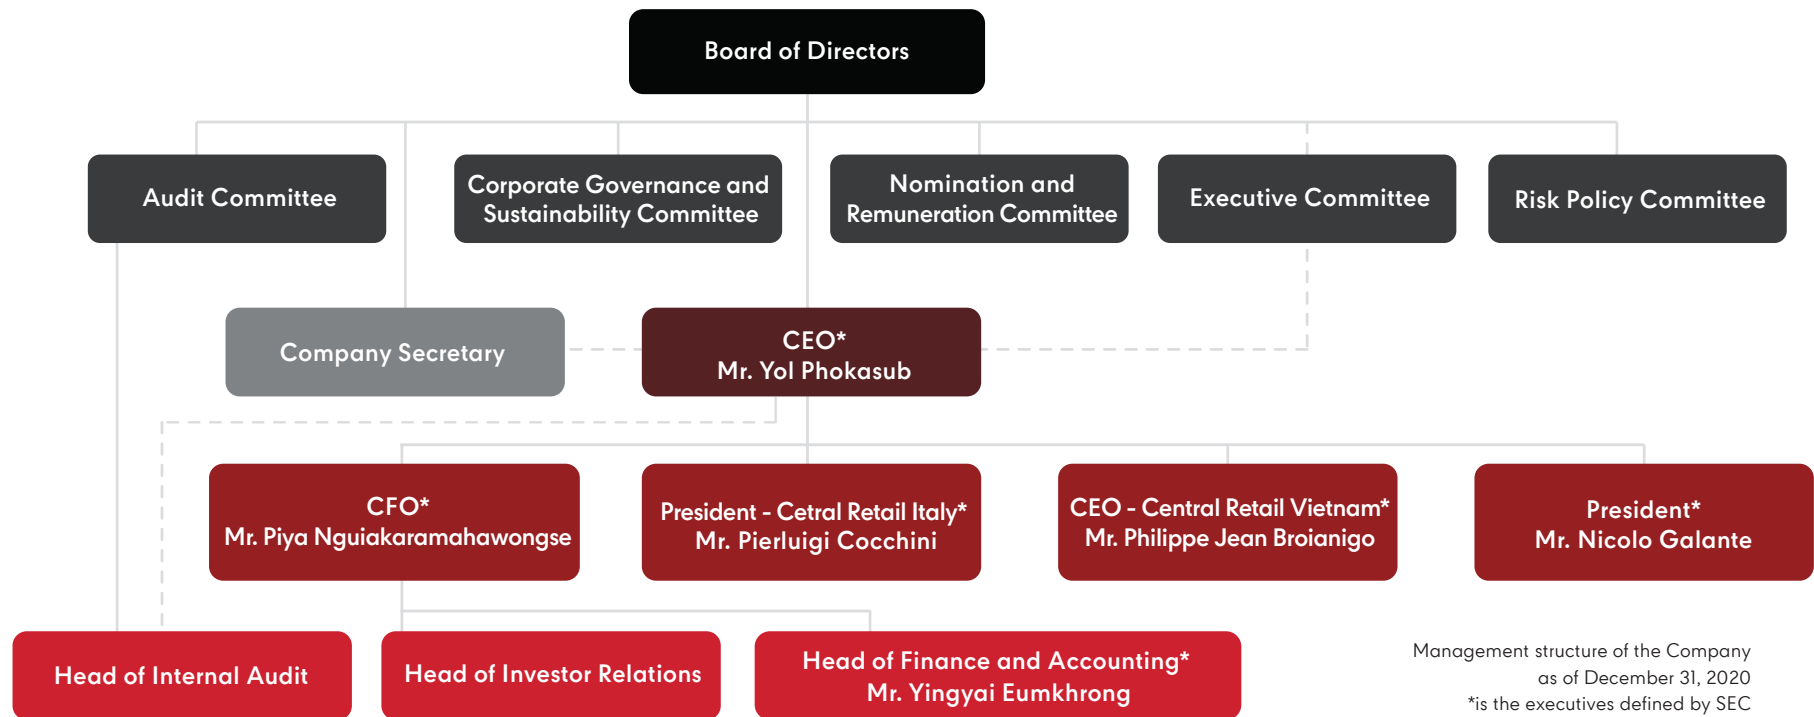 Board of Directors
Audit Committee
Corporate Governance and
Sustainability Committee
Nomination and
Remuneration Committee
Executive Committee
Risk Policy Committee
Company Secretary
CEO*
Mr. Yol Phokasub
CFO*
Mr. Piya Nguiakaramahawongse
President - Cetral Retail Italy*
Mr. Pierluigi Cocchini
CEO - Central Retail Vietnam*
Mr. Philippe Jean Broianigo
President*
Mr. Nicolo Galante
Head of Internal Audit
Head of Investor Relations
Head of Finance and Accounting*
Mr. Yingyai Eumkhrong
Management structure of the Company
as of December 31, 2020
*is the executives defined by SEC